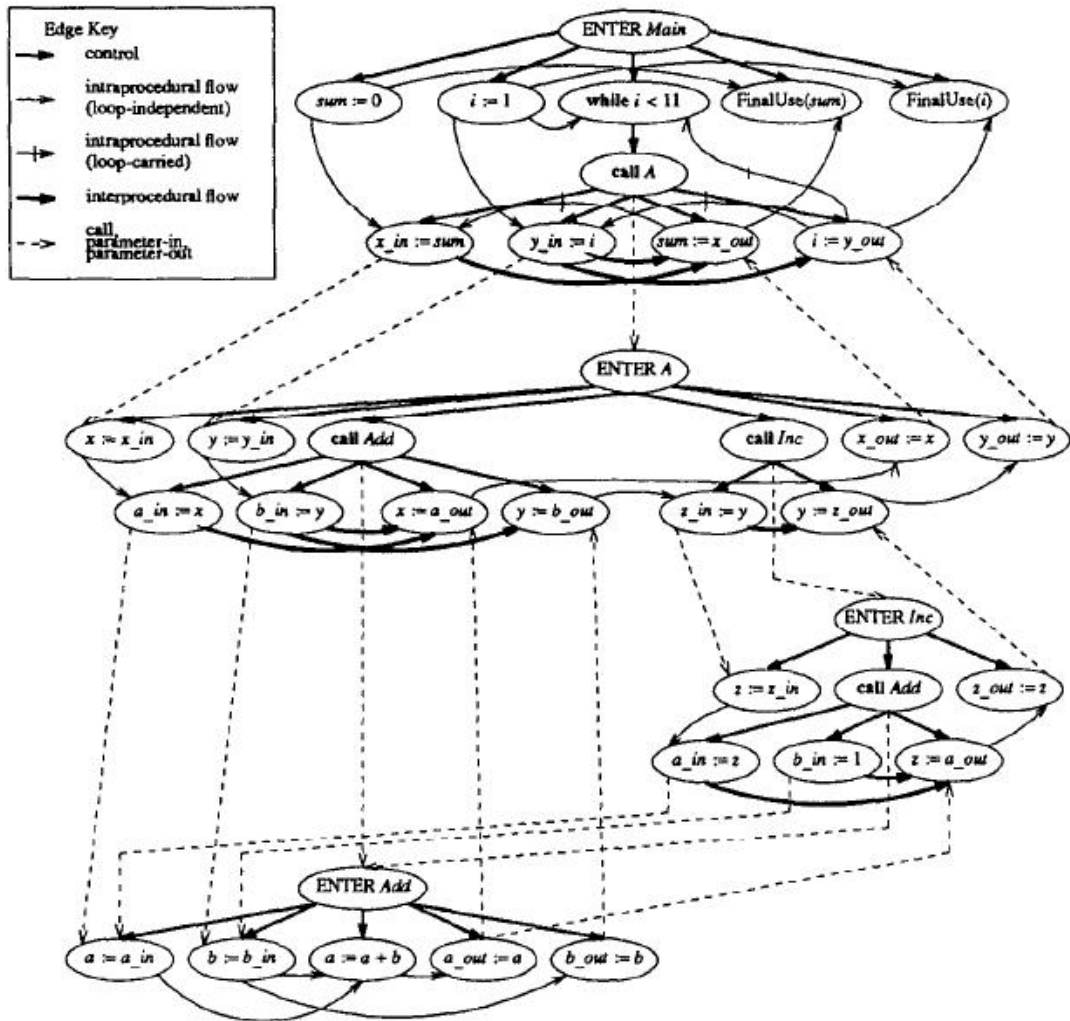 Edge Key
control
intraprocedural flow
(loop-independent)
intraprocedural flow
(loop-carried)
interprocedural flow
call,
parameter-in,
parameter-out
ENTER Main
sum := 0
i := 1
while i < 11
FinalUse(sum)
FinalUse(i)
call A
x_in := sum
y_in := i
sum := x_out
i := y_out
ENTER A
x := x_in
y := y_in
call Add
call Inc
x_out := x
y_out := y
a_in := x
b_in := y
x := a_out
y := b_out
z_in := y
y := z_out
ENTER Inc
z := z_in
call Add
z_out := z
a_in := z
b_in := 1
z := a_out
ENTER Add
a := a_in
b := b_in
a := a + b
a_out := a
b_out := b